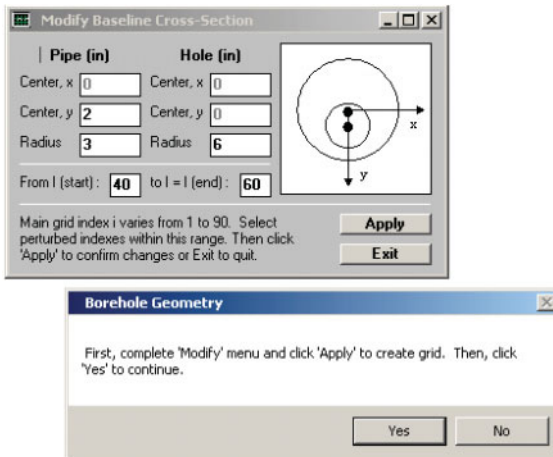 Modify Baseline Cross-Section
Pipe (in) Hole (in)
Center, x 0 Center, x 0
Center, y 2 Center, y 0
Radius 3 Radius 6
From I (start) : 40 to I = I (end) : 60
x
y
Main grid index i varies from 1 to 90. Select
perturbed indexes within this range. Then click
'Apply' to confirm changes or Exit to quit.
Apply
Exit
Borehole Geometry
First, complete 'Modify' menu and click 'Apply' to create grid. Then, click
'Yes' to continue.
Yes No